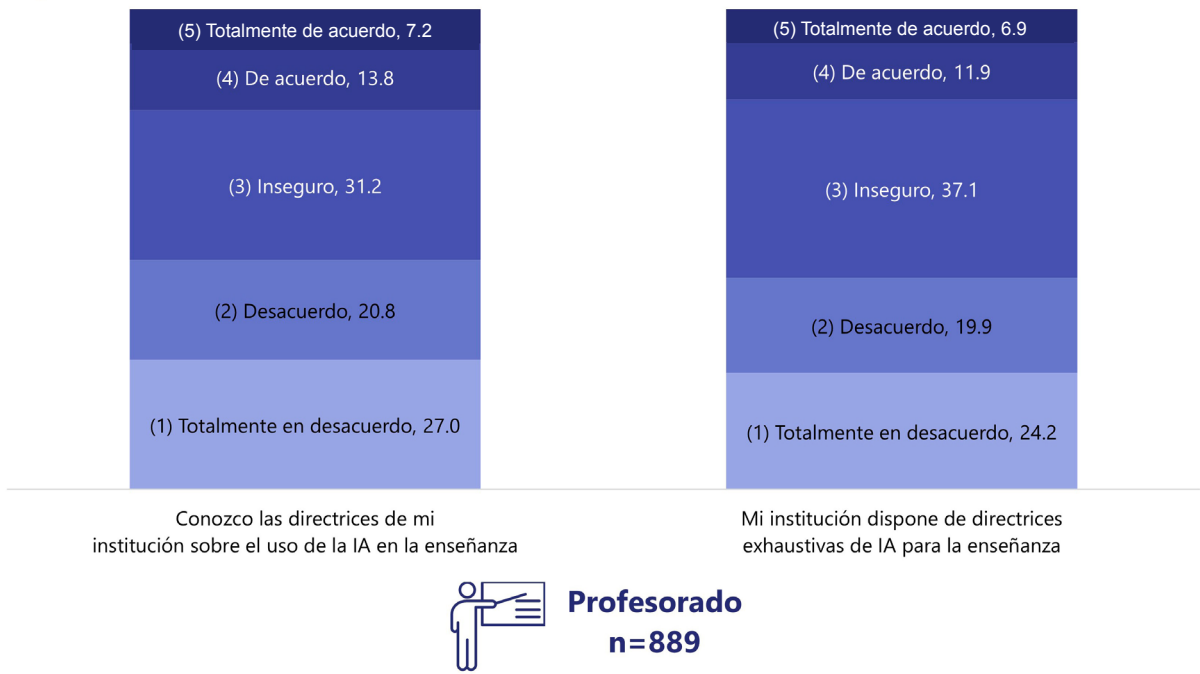 (5) Totalmente de acuerdo, 7.2
(4) De acuerdo, 13.8
(3) Inseguro, 31.2
(2) Desacuerdo, 20.8
(1) Totalmente en desacuerdo, 27.0
Conozco las directrices de mi
institución sobre el uso de la IA en la enseñanza
(5) Totalmente de acuerdo, 6.9
(4) De acuerdo, 11.9
(3) Inseguro, 37.1
(2) Desacuerdo, 19.9
(1) Totalmente en desacuerdo, 24.2
Mi institución dispone de directrices
exhaustivas de IA para la enseñanza
Profesorado
n=889